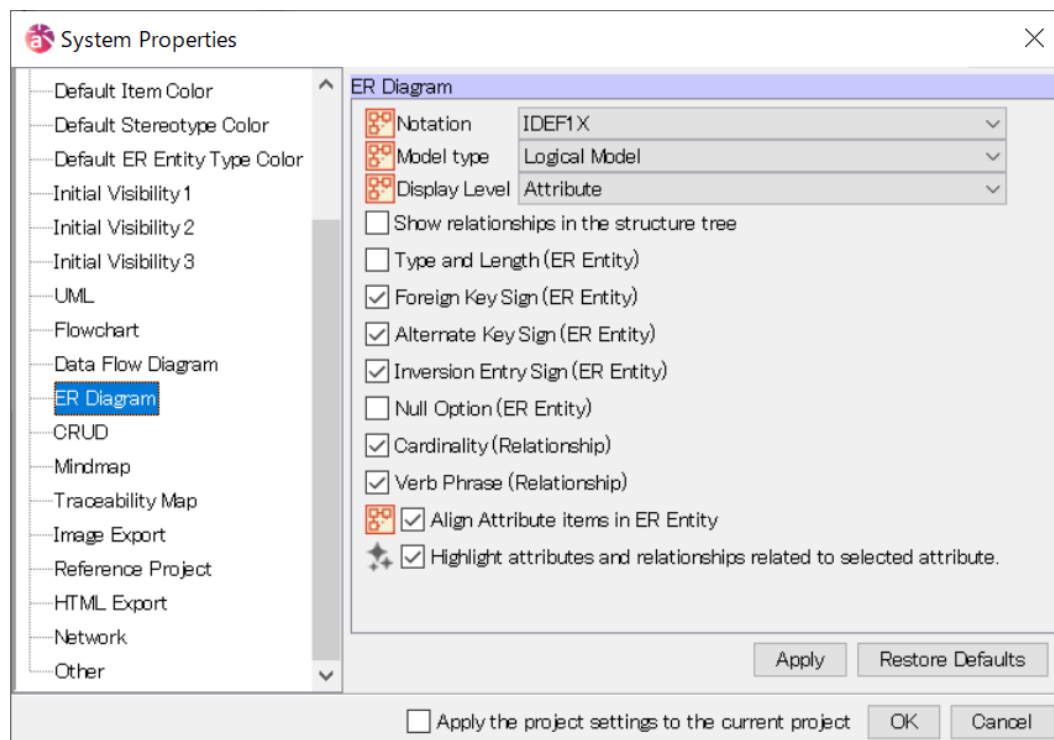 System Properties
Default Item Color
Default Stereotype Color
Default ER Entity Type Color
Initial Visibility 1
Initial Visibility 2
Initial Visibility 3
UML
Flowchart
Data Flow Diagram
ER Diagram
CRUD
Mindmap
Traceability Map
Image Export
Reference Project
HTML Export
Network
Other
ER Diagram
Notation IDEF1X
Model type Logical Model
Display Level Attribute
Show relationships in the structure tree
Type and Length (ER Entity)
Foreign Key Sign (ER Entity)
Alternate Key Sign (ER Entity)
Inversion Entry Sign (ER Entity)
Null Option (ER Entity)
Cardinality (Relationship)
Verb Phrase (Relationship)
Align Attribute items in ER Entity
Highlight attributes and relationships related to selected attribute.
Apply Restore Defaults
Apply the project settings to the current project OK Cancel